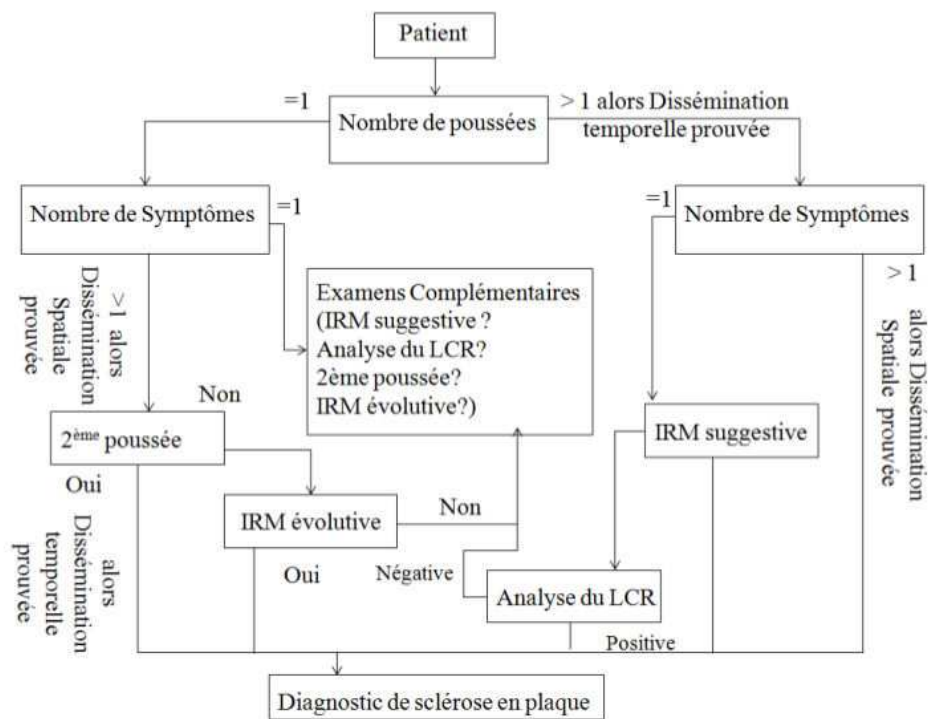 Patient
=1
> 1 alors Dissémination
temporelle prouvée
Nombre de poussées
Nombre de Symptômes
=1
=1
Nombre de Symptômes
>1 alors
Dissémination
Spatiale
prouvée
Examens Complémentaires
(IRM suggestive ?
Analyse du LCR?
2ème poussée?
IRM évolutive?)
> 1
alors Dissémination
Spatiale prouvée
Non
2ème poussée
IRM suggestive
Oui
alors
Dissémination
temporelle
prouvée
IRM évolutive
Non
Oui
Négative
Analyse du LCR
Positive
Diagnostic de sclérose en plaque